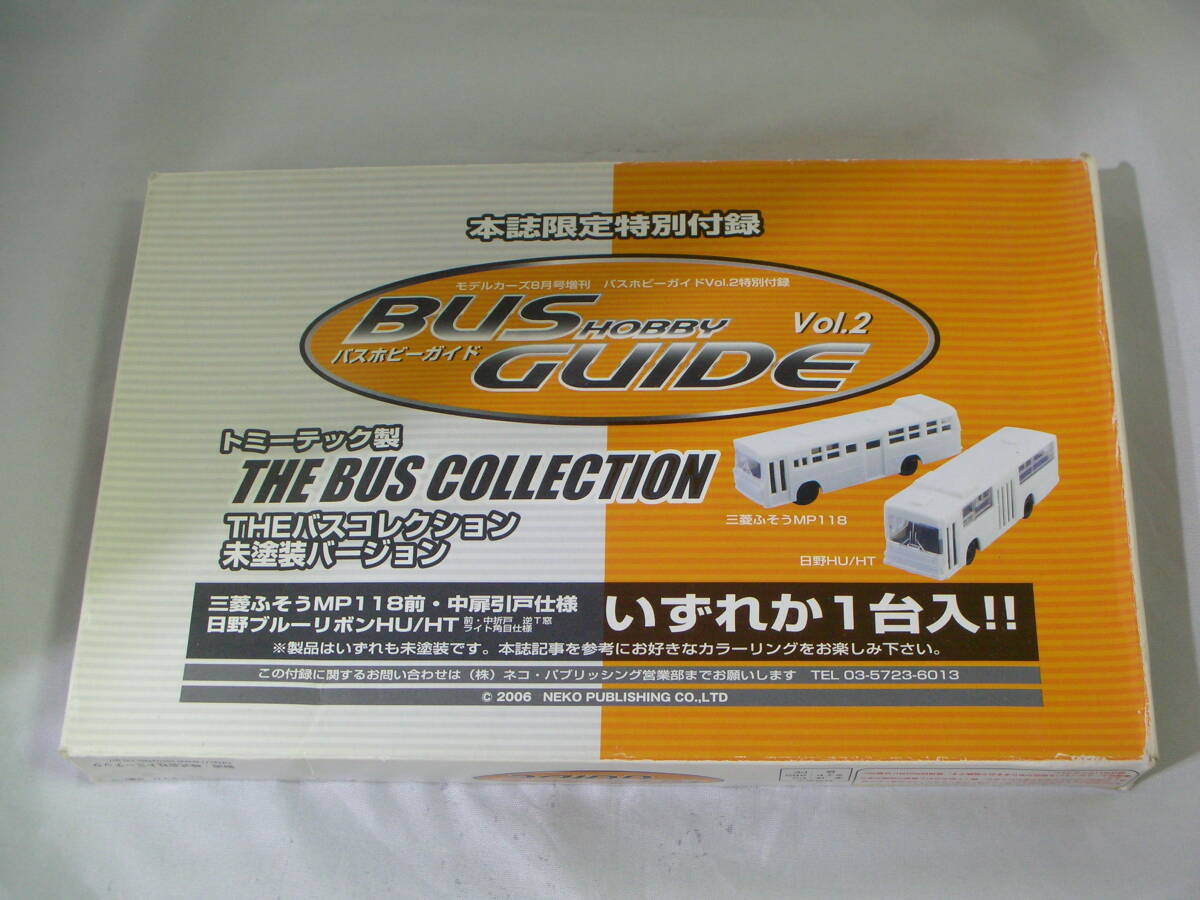 本誌限定特別付録
モデルカーズ8月号増刊 バスホビーガイドVol.2特別付録
BUS HOBBY
GUIDE
Vol.2
バスホビーガイド
トミーテック製
THE BUS COLLECTION
THEバスコレクション
未塗装バージョン
三菱ふそうMP118
日野HU/HT
三菱ふそうMP118前・中扉引戸仕様
日野ブルーリボンHU/HT 前・中折戸 逆T窓
ライト角目仕様
いずれか1台入!!
※製品はいずれも未塗装です。本誌記事を参考にお好きなカラーリングをお楽しみ下さい。
この付録に関するお問い合わせは（株）ネコ・パブリッシング営業部までお願いします TEL 03-5723-6013
© 2006 NEKO PUBLISHING CO.,LTD